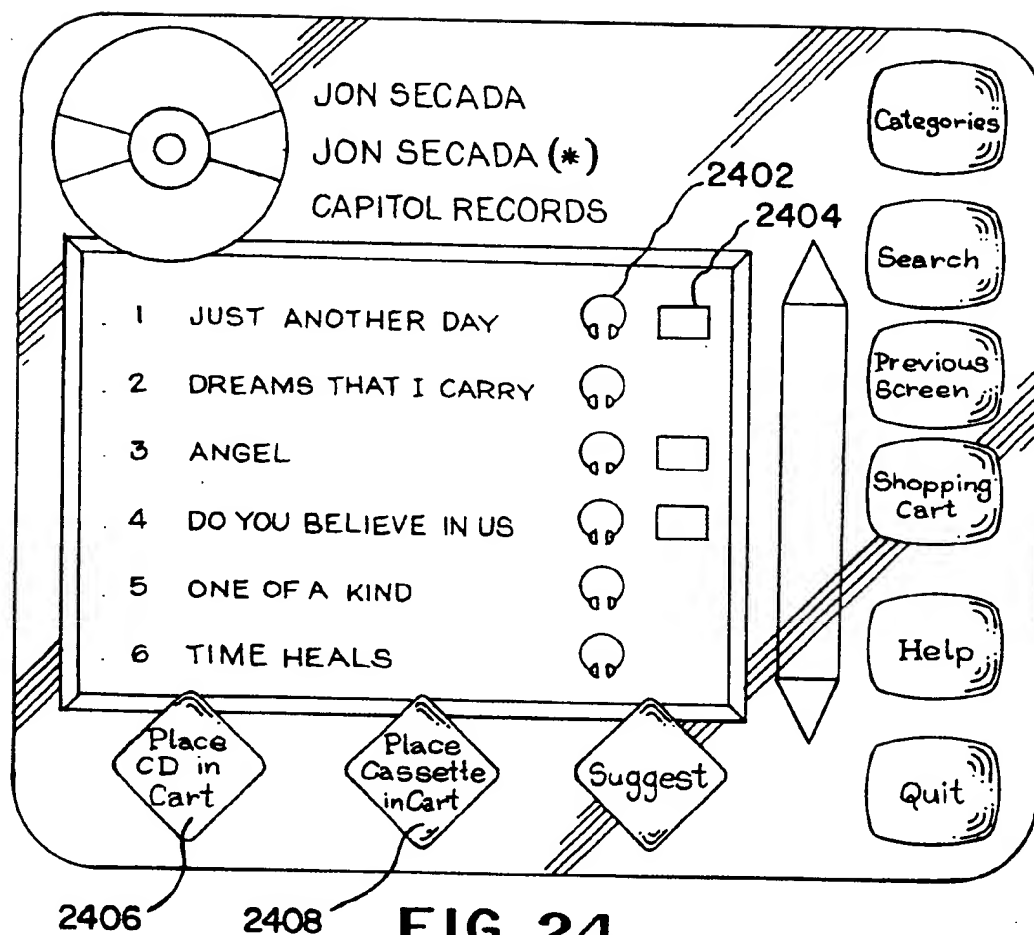 JON SECADA
JON SECADA (*)
CAPITOL RECORDS
2402
2404
1 JUST ANOTHER DAY
2 DREAMS THAT I CARRY
3 ANGEL
4 DO YOU BELIEVE IN US
5 ONE OF A KIND
6 TIME HEALS
Categories
Search
Previous
Screen
Shopping
Cart
Help
Quit
Place
CD in
Cart
Place
Cassette
in Cart
Suggest
2406
2408
FIG. 24